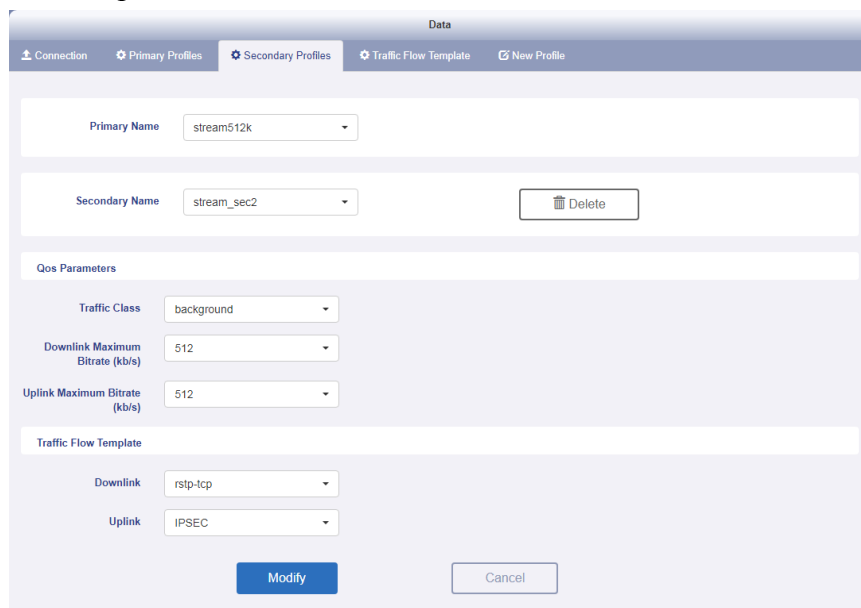 Data
Connection Primary Profiles Secondary Profiles Traffic Flow Template New Profile
Primary Name stream512k
Secondary Name stream_sec2 Delete
Qos Parameters
Traffic Class background
Downlink Maximum
Bitrate (kb/s) 512
Uplink Maximum Bitrate
(kb/s) 512
Traffic Flow Template
Downlink rstp-tcp
Uplink IPSEC
Modify Cancel